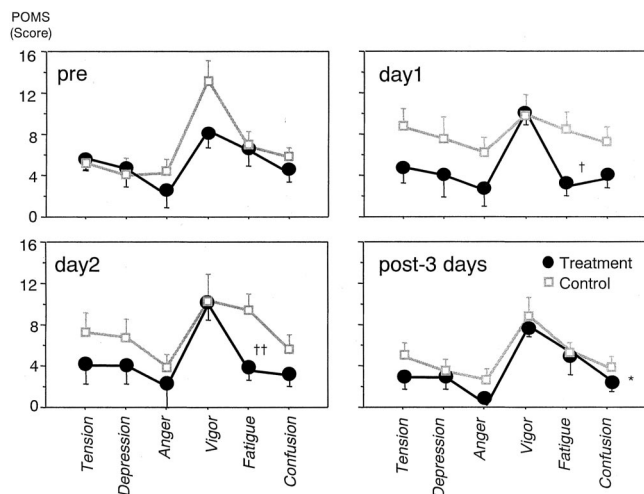 POMS
(Score)
16
12
8
4
0
pre
day1
16
12
8
4
0
day2
post-3 days
Treatment
Control
†
††
*
Tension
Depression
Anger
Vigor
Fatigue
Confusion
Tension
Depression
Anger
Vigor
Fatigue
Confusion